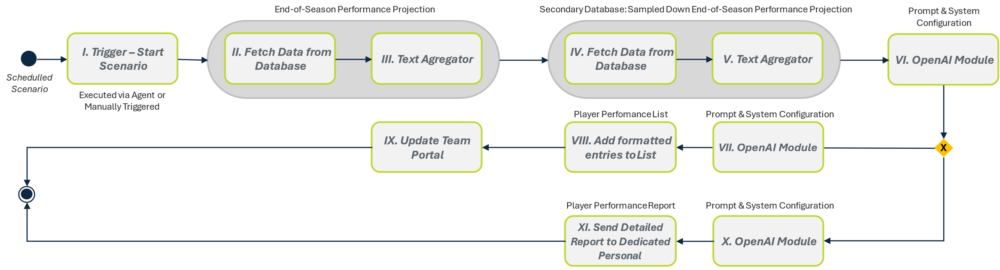 End-of-Season Performance Projection
Secondary Database: Sampled Down End-of-Season Performance Projection
Prompt & System
Configuration
I. Trigger – Start
Scenario
II. Fetch Data from
Database
III. Text Agregator
IV. Fetch Data from
Database
V. Text Agregator
VI. OpenAI Module
Schedulled
Scenario
Executed via Agent or
Manually Triggered
Player Perfomance List
Prompt & System Configuration
IX. Update Team
Portal
VIII. Add formatted
entries to List
VII. OpenAI Module
X
Player Performance Report
Prompt & System Configuration
XI. Send Detailed
Report to Dedicated
Personal
X. OpenAI Module